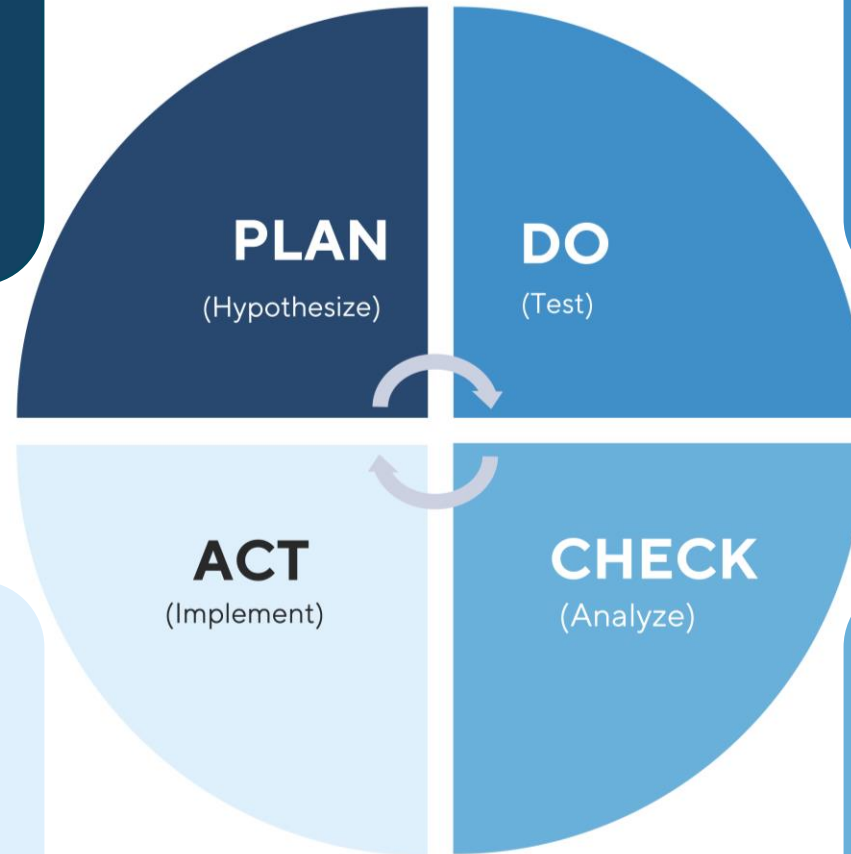 PLAN
(Hypothesize)
DO
(Test)
ACT
(Implement)
CHECK
(Analyze)